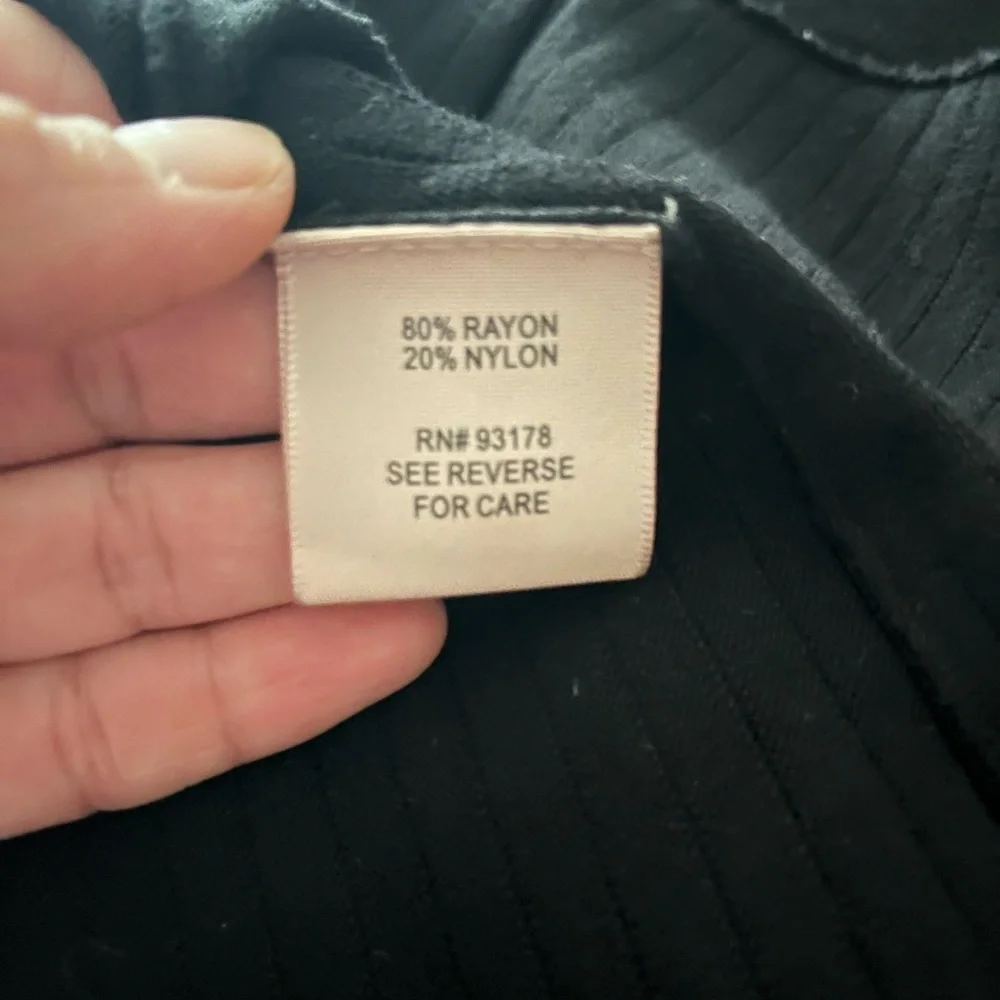 80% RAYON
20% NYLON
RN# 93178
SEE REVERSE
FOR CARE